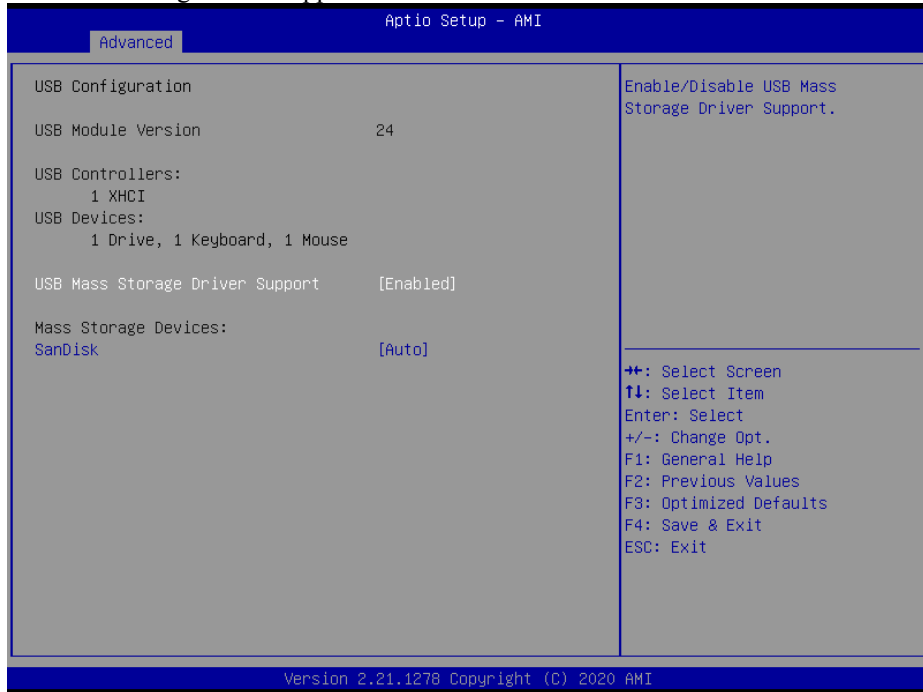 Aptio Setup – AMI
Advanced
USB Configuration
USB Module Version 24
USB Controllers:
1 XHCI
USB Devices:
1 Drive, 1 Keyboard, 1 Mouse
USB Mass Storage Driver Support [Enabled]
Mass Storage Devices:
SanDisk [Auto]
Enable/Disable USB Mass
Storage Driver Support.
→←: Select Screen
↑↓: Select Item
Enter: Select
+/-: Change Opt.
F1: General Help
F2: Previous Values
F3: Optimized Defaults
F4: Save & Exit
ESC: Exit
Version 2.21.1278 Copyright (C) 2020 AMI